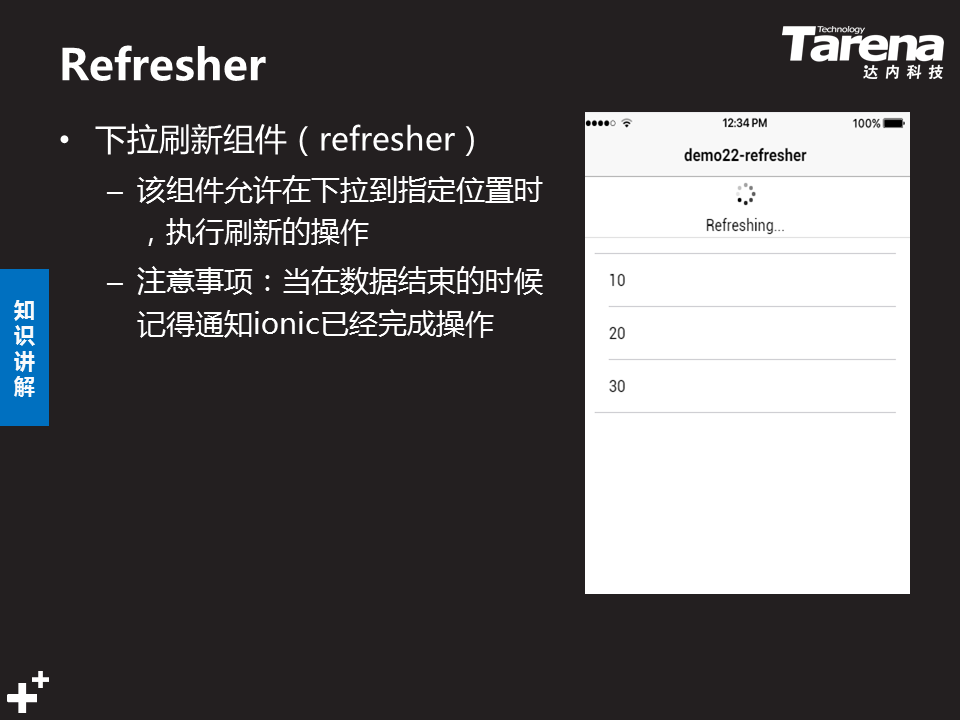 Refresher
Technology
Tarena
达内科技
• 下拉刷新组件（refresher）
– 该组件允许在下拉到指定位置时
，执行刷新的操作
– 注意事项：当在数据结束的时候
记得通知ionic已经完成操作
知
识
讲
解
12:34 PM
100%
demo22-refresher
Refreshing...
10
20
30